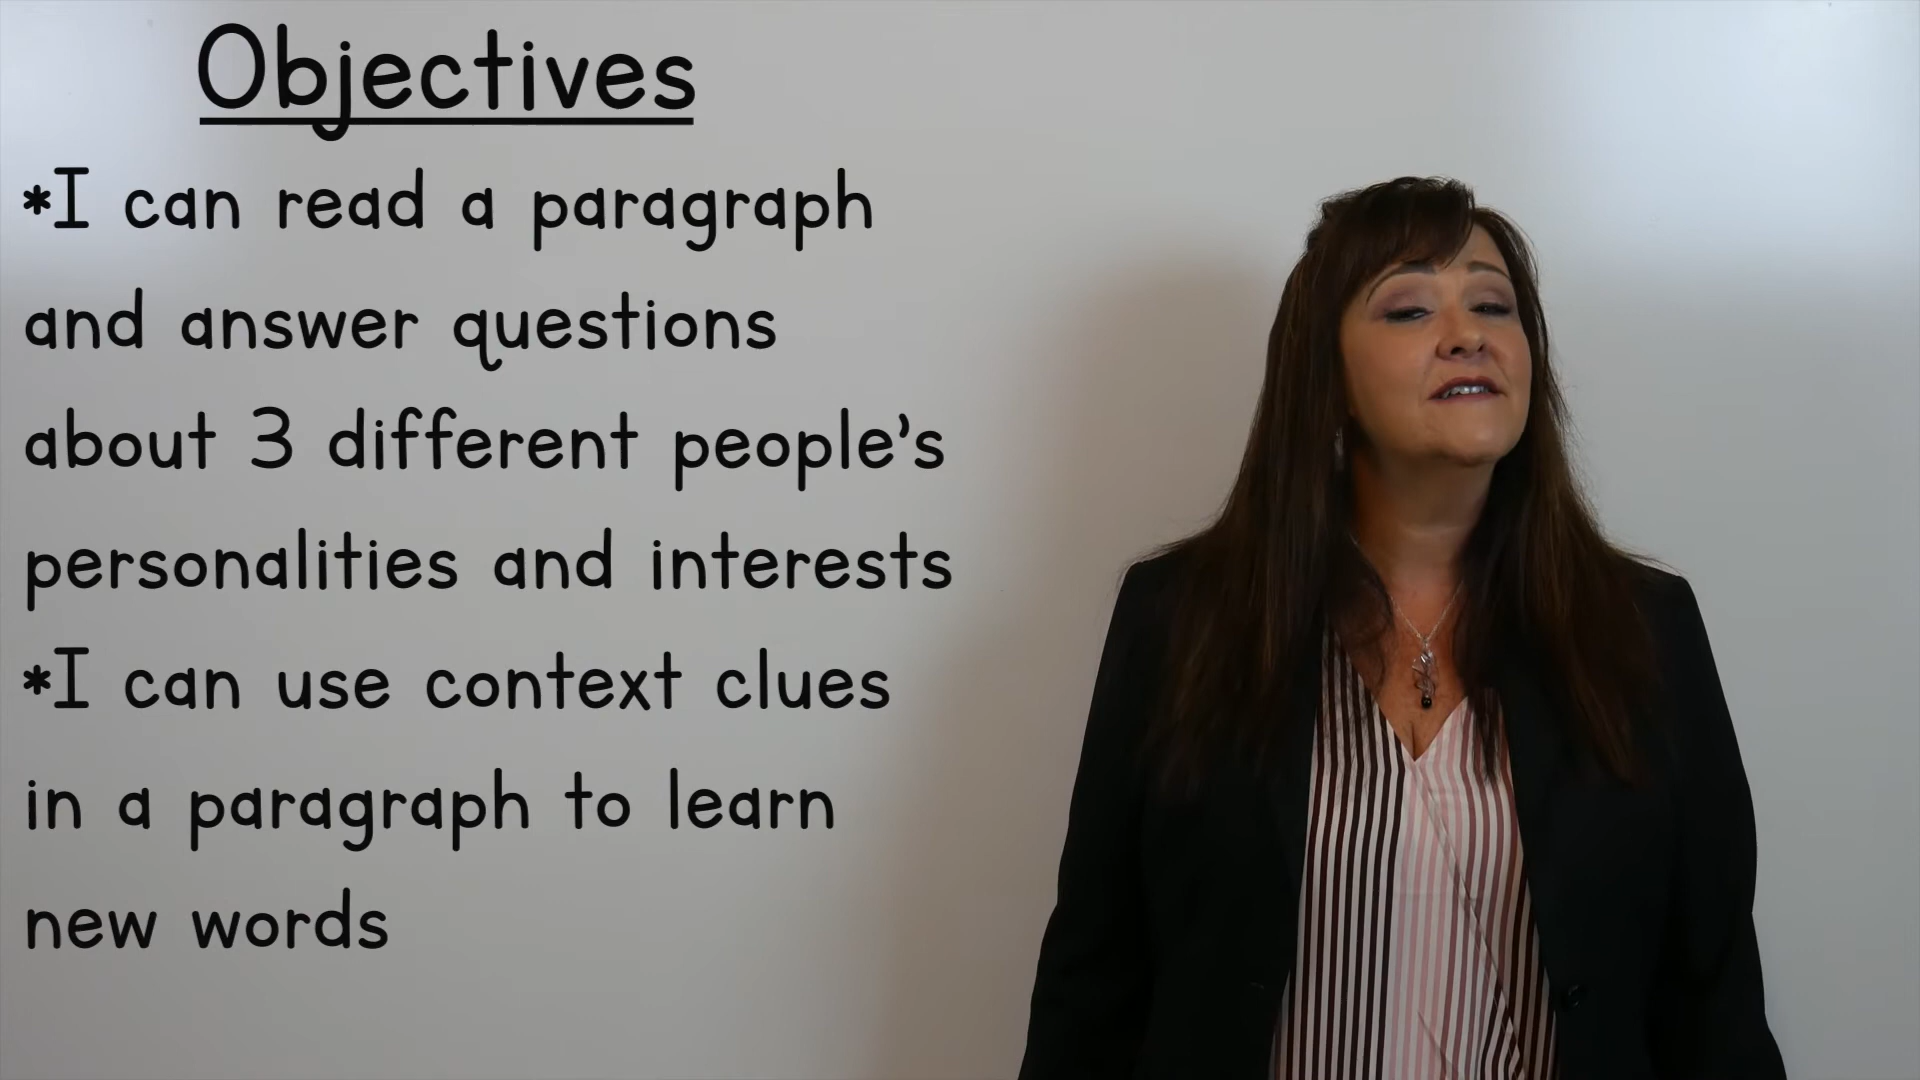 Objectives
*I can read a paragraph
and answer questions
about 3 different people's
personalities and interests
*I can use context clues
in a paragraph to learn
new words